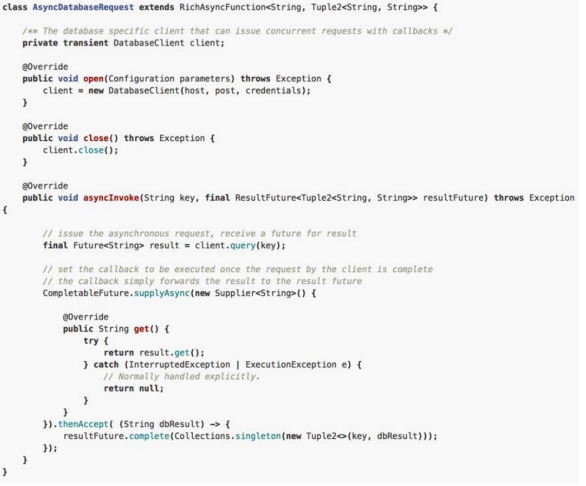 class AsyncDatabaseRequest extends RichAsyncFunction<String, Tuple2<String, String>> {
/** The database specific client that can issue concurrent requests with callbacks */
private transient DatabaseClient client;
@Override
public void open(Configuration parameters) throws Exception {
client = new DatabaseClient(host, post, credentials);
}
@Override
public void close() throws Exception {
client.close();
}
@Override
public void asyncInvoke(String key, final ResultFuture<Tuple2<String, String>> resultFuture) throws Exception
{
// issue the asynchronous request, receive a future for result
final Future<String> result = client.query(key);
// set the callback to be executed once the request by the client is complete
// the callback simply forwards the result to the result future
CompletableFuture.supplyAsync(new Supplier<String>() {
@Override
public String get() {
try {
return result.get();
} catch (InterruptedException | ExecutionException e) {
// Normally handled explicitly.
return null;
}
}
}).thenAccept( (String dbResult) -> {
resultFuture.complete(Collections.singleton(new Tuple2<>(key, dbResult)));
});
}
}